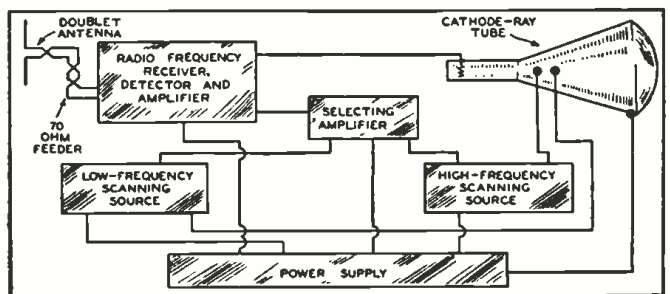 DOUBLET
ANTENNA
CATHODE-RAY
TUBE
RADIO FREQUENCY
RECEIVER,
DETECTOR AND
AMPLIFIER
SELECTING
AMPLIFIER
70
OHM
FEEDER
LOW-FREQUENCY
SCANNING
SOURCE
HIGH-FREQUENCY
SCANNING
SOURCE
POWER SUPPLY